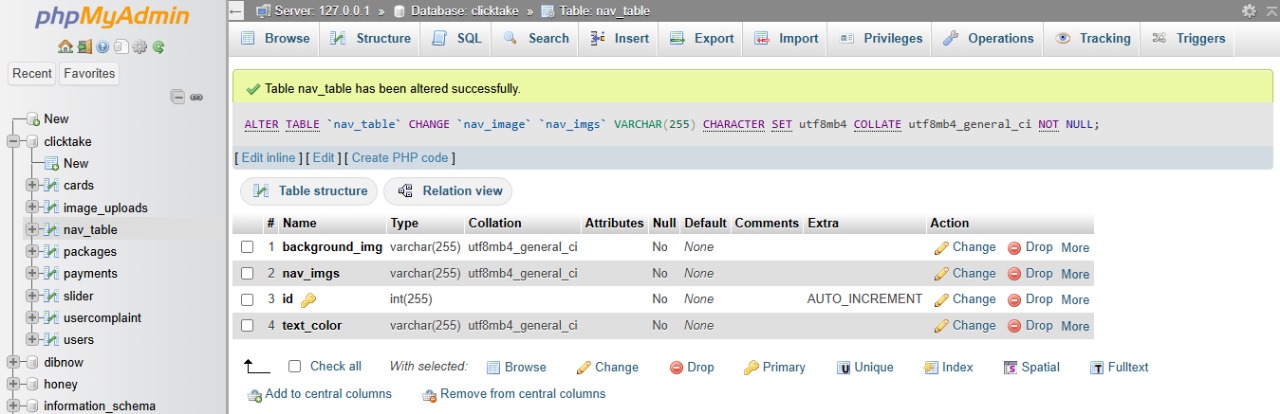 phpMyAdmin
Recent Favorites
New
clicktake
New
cards
image_uploads
nav_table
packages
payments
slider
usercomplaint
users
dibnow
honey
information_schema
Server: 127.0.0.1 » Database: clicktake » Table: nav_table
Browse Structure SQL Search Insert Export Import Privileges Operations Tracking Triggers
Table nav_table has been altered successfully.
ALTER TABLE `nav_table` CHANGE `nav_image` `nav_imgs` VARCHAR(255) CHARACTER SET utf8mb4 COLLATE utf8mb4_general_ci NOT NULL;
[ Edit inline ] [ Edit ] [ Create PHP code ]
Table structure Relation view
# Name Type Collation Attributes Null Default Comments Extra Action
1 background_img varchar(255) utf8mb4_general_ci No None Change Drop More
2 nav_imgs varchar(255) utf8mb4_general_ci No None Change Drop More
3 id int(255) No None AUTO_INCREMENT Change Drop More
4 text_color varchar(255) utf8mb4_general_ci No None Change Drop More
Check all With selected: Browse Change Drop Primary Unique Index Spatial Fulltext
Add to central columns Remove from central columns